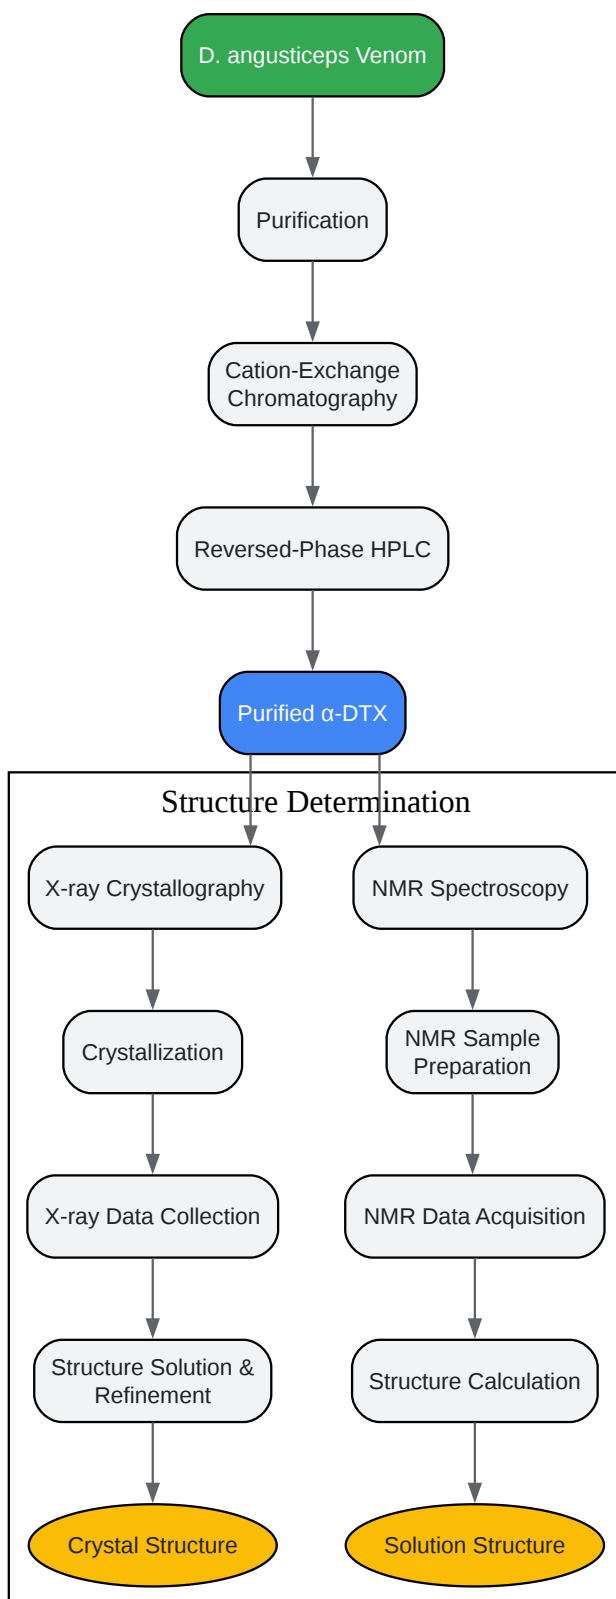 D. angusticeps Venom
Purification
Cation-Exchange
Chromatography
Reversed-Phase HPLC
Purified α-DTX
Structure Determination
X-ray Crystallography
NMR Spectroscopy
Crystallization
NMR Sample
Preparation
X-ray Data Collection
NMR Data Acquisition
Structure Solution &
Refinement
Structure Calculation
Crystal Structure
Solution Structure